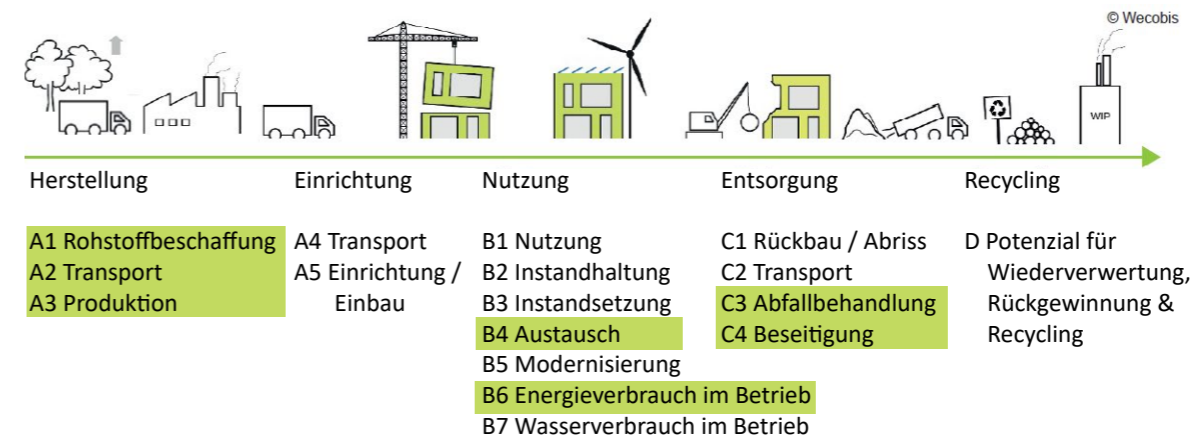 © Wecobis
WIP
Herstellung
A1 Rohstoffbeschaffung
A2 Transport
A3 Produktion
Einrichtung
A4 Transport
A5 Einrichtung /
Einbau
Nutzung
B1 Nutzung
B2 Instandhaltung
B3 Instandsetzung
B4 Austausch
B5 Modernisierung
B6 Energieverbrauch im Betrieb
B7 Wasserverbrauch im Betrieb
Entsorgung
C1 Rückbau / Abriss
C2 Transport
C3 Abfallbehandlung
C4 Beseitigung
Recycling
D Potenzial für
Wiederverwertung,
Rückgewinnung &
Recycling